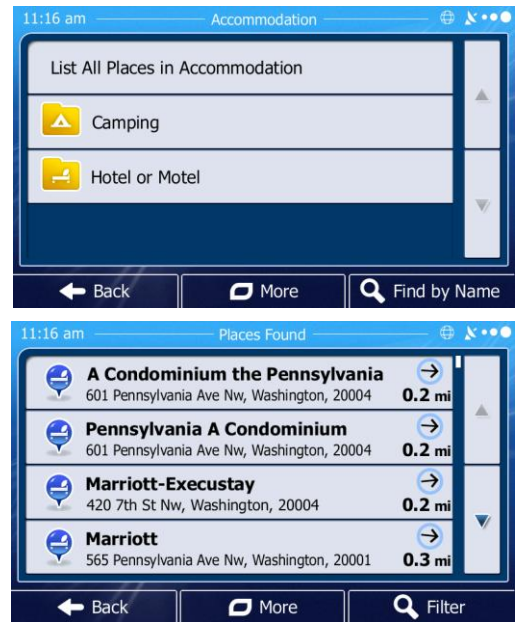 11:16 am Accommodation
List All Places in Accommodation
Camping
Hotel or Motel
Back More Find by Name
11:16 am Places Found
A Condominium the Pennsylvania
601 Pennsylvania Ave Nw, Washington, 20004 0.2 mi
Pennsylvania A Condominium
601 Pennsylvania Ave Nw, Washington, 20004 0.2 mi
Marriott-Execustay
420 7th St Nw, Washington, 20004 0.2 mi
Marriott
565 Pennsylvania Ave Nw, Washington, 20001 0.3 mi
Back More Filter